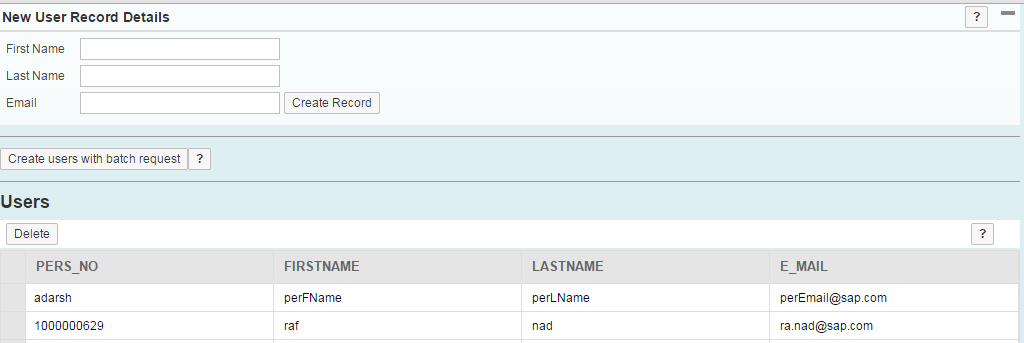 New User Record Details ?
First Name
Last Name
Email Create Record
Create users with batch request ?
Users
Delete ?
PERS_NO FIRSTNAME LASTNAME E_MAIL
adarsh perFName perLName perEmail@sap.com
1000000629 raf nad ra.nad@sap.com